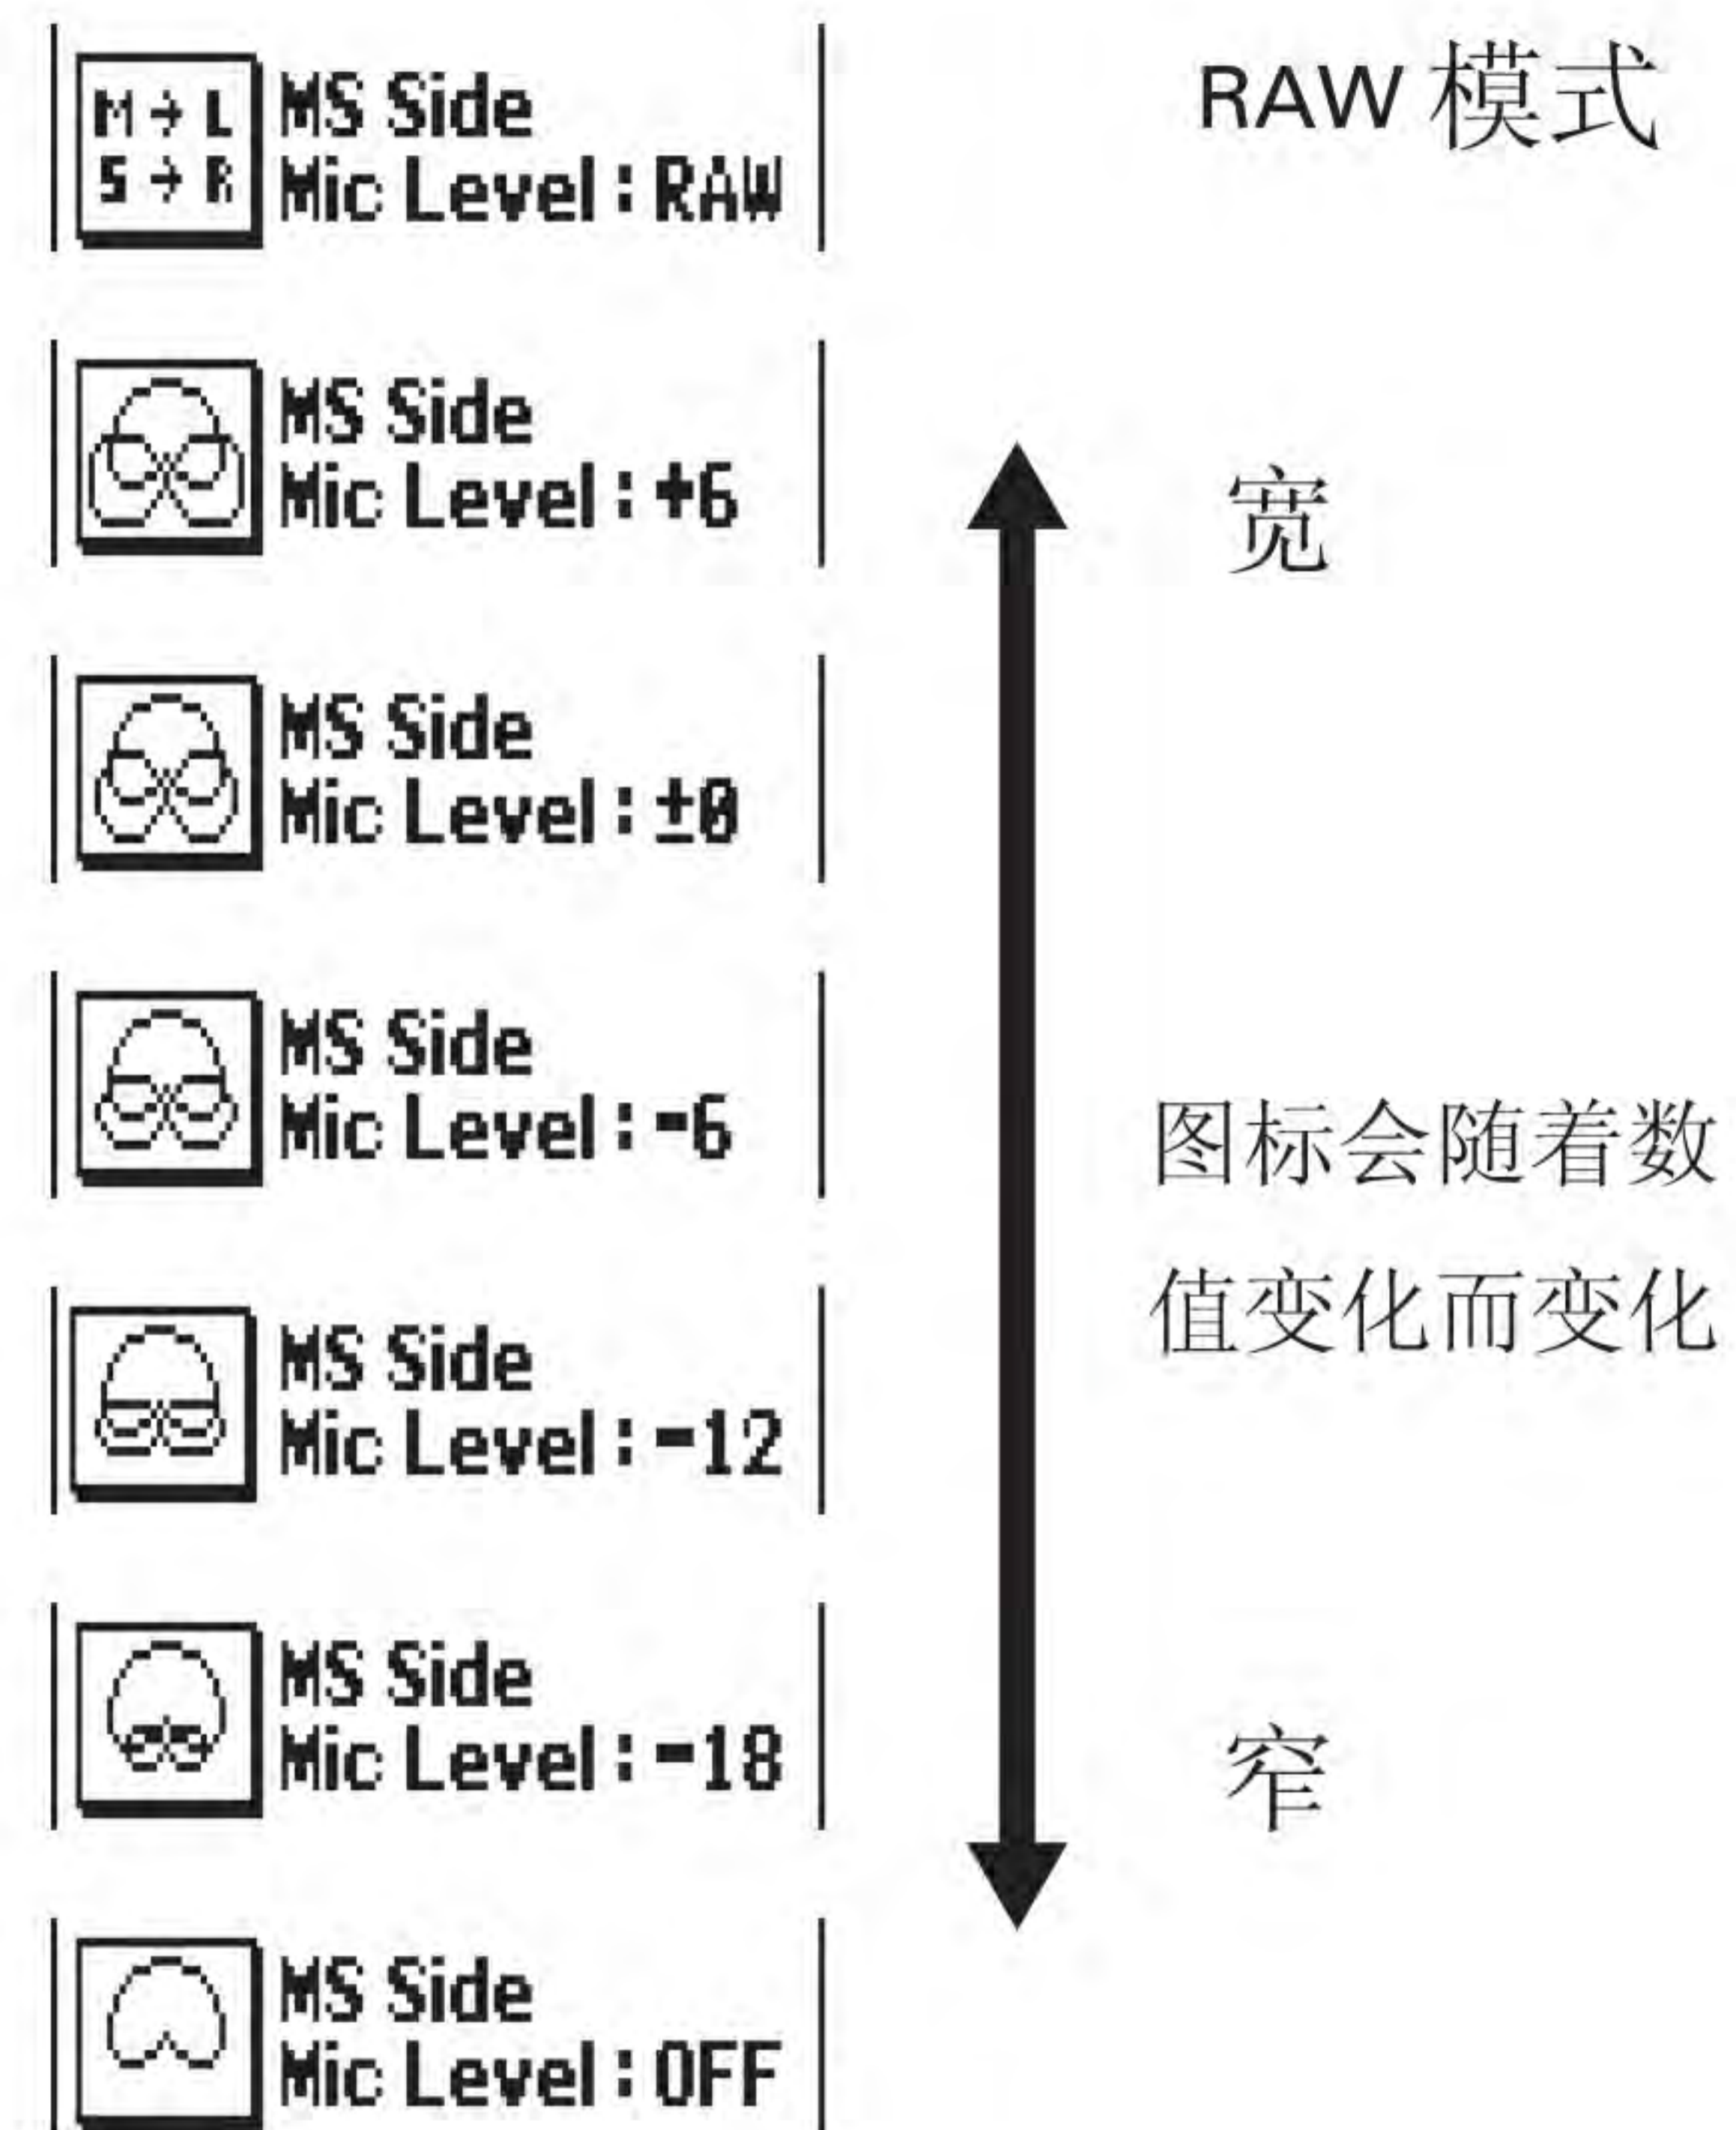 M→L
S→R
MS Side
Mic Level:RAW
RAW 模式
MS Side
Mic Level:+6
宽
MS Side
Mic Level:±0
MS Side
Mic Level:-6
图标会随着数
值变化而变化
MS Side
Mic Level:-12
MS Side
Mic Level:-18
窄
MS Side
Mic Level:OFF